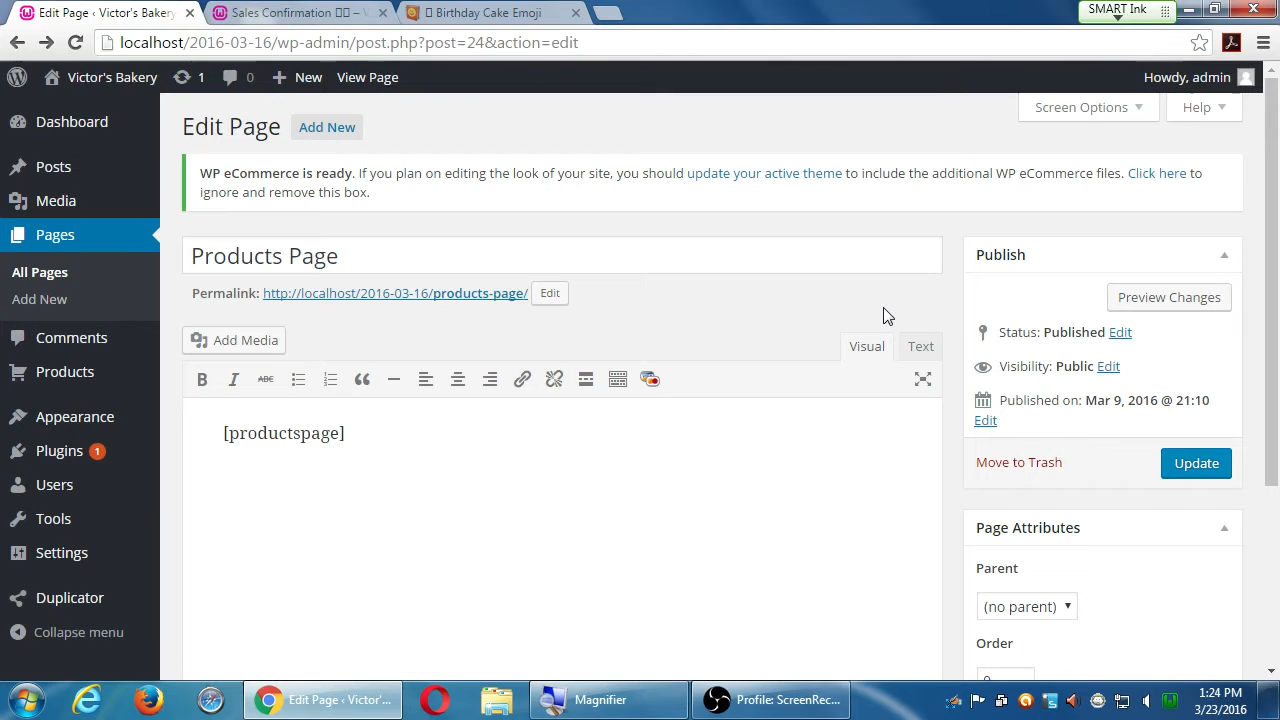 Edit Page ‹ Victor's Bakery
Sales Confirmation
Birthday Cake Emoji
SMART Ink
localhost/2016-03-16/wp-admin/post.php?post=24&action=edit
Victor's Bakery
1
0
New
View Page
Howdy, admin
Dashboard
Posts
Media
Pages
All Pages
Add New
Comments
Products
Appearance
Plugins 1
Users
Tools
Settings
Duplicator
Collapse menu
Screen Options
Help
Edit Page
Add New
WP eCommerce is ready. If you plan on editing the look of your site, you should update your active theme to include the additional WP eCommerce files. Click here to
ignore and remove this box.
Products Page
Permalink: http://localhost/2016-03-16/products-page/ Edit
Add Media
Visual
Text
B I ABC
[productspage]
Publish
Preview Changes
Status: Published Edit
Visibility: Public Edit
Published on: Mar 9, 2016 @ 21:10
Edit
Move to Trash
Update
Page Attributes
Parent
(no parent)
Order
Edit Page ‹ Victor'...
Magnifier
Profile: ScreenRec...
1:24 PM
3/23/2016